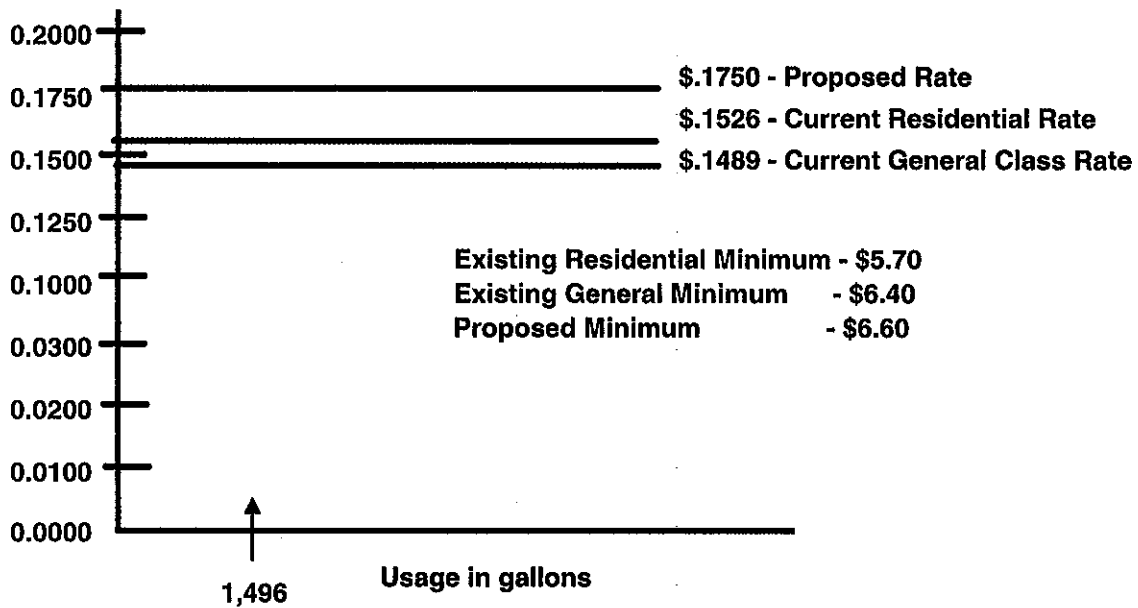 0.2000
$.1750 - Proposed Rate
0.1750
$.1526 - Current Residential Rate
0.1500
$.1489 - Current General Class Rate
0.1250
Existing Residential Minimum - $5.70
0.1000
Existing General Minimum - $6.40
Proposed Minimum - $6.60
0.0300
0.0200
0.0100
0.0000
1,496
Usage in gallons